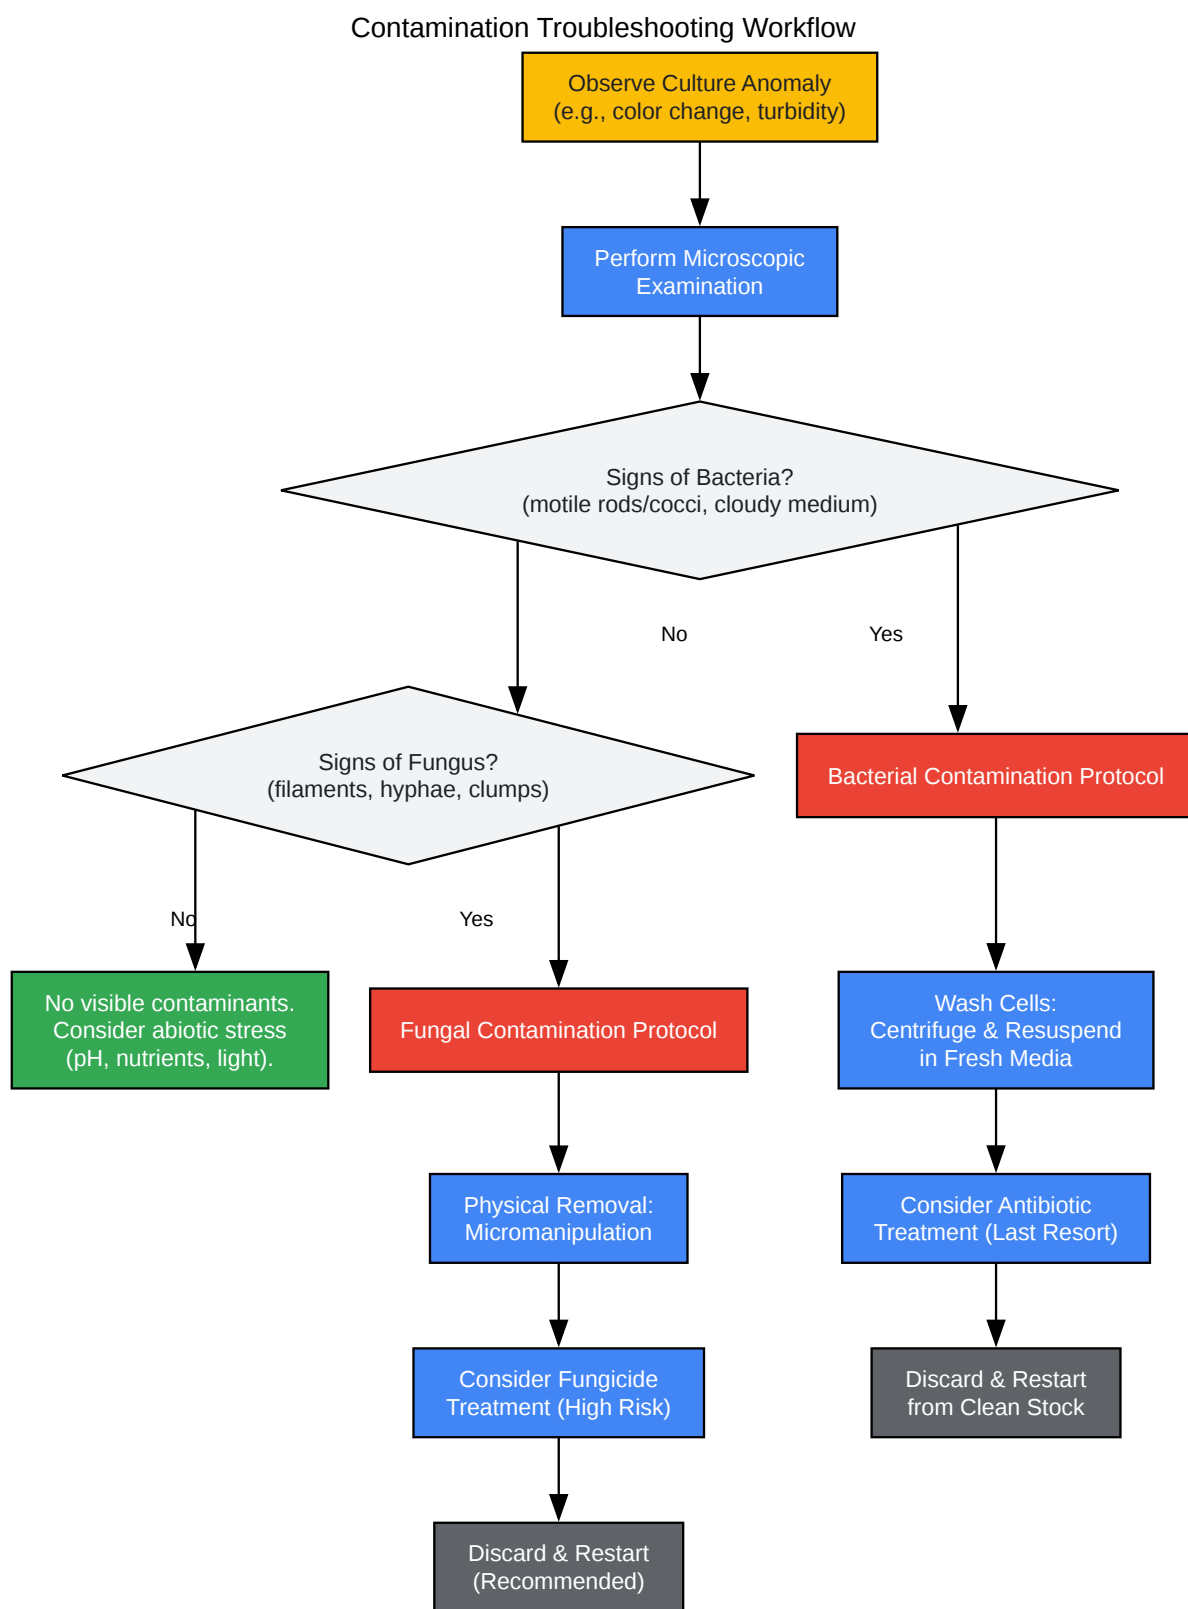 Contamination Troubleshooting Workflow
Observe Culture Anomaly
(e.g., color change, turbidity)
Perform Microscopic
Examination
Signs of Bacteria?
(motile rods/cocci, cloudy medium)
No
Yes
Signs of Fungus?
(filaments, hyphae, clumps)
Bacterial Contamination Protocol
No
Yes
No visible contaminants.
Consider abiotic stress
(pH, nutrients, light).
Fungal Contamination Protocol
Wash Cells:
Centrifuge & Resuspend
in Fresh Media
Physical Removal:
Micromanipulation
Consider Antibiotic
Treatment (Last Resort)
Consider Fungicide
Treatment (High Risk)
Discard & Restart
from Clean Stock
Discard & Restart
(Recommended)